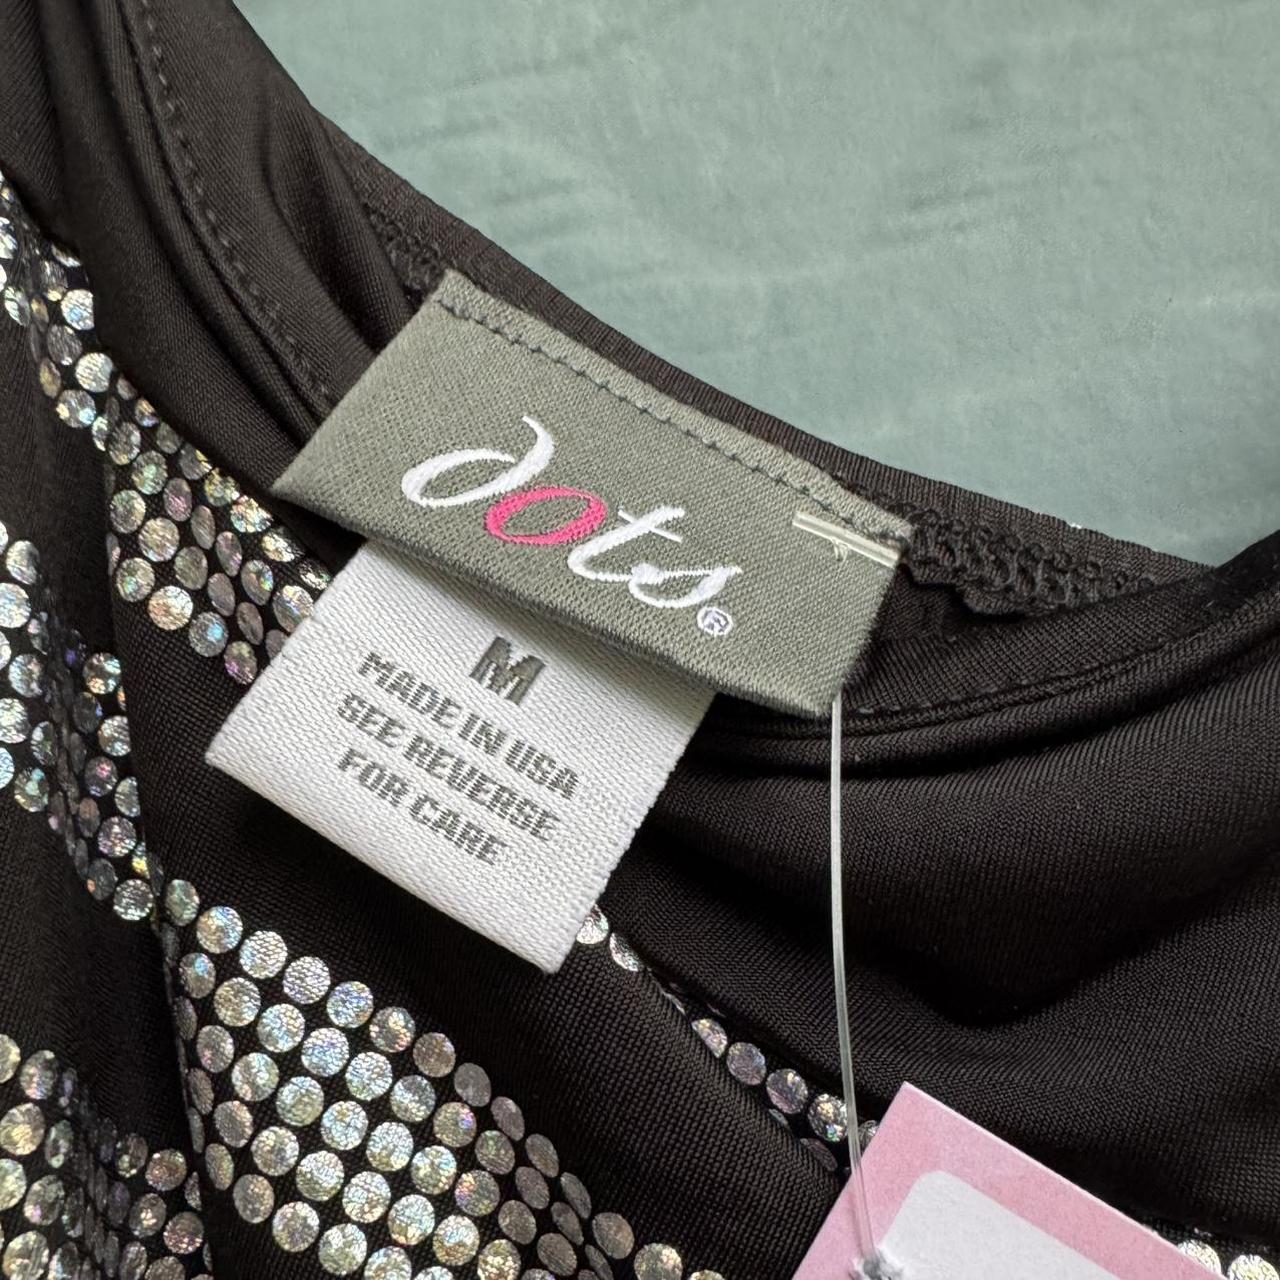 dots®
M
MADE IN USA
SEE REVERSE
FOR CARE